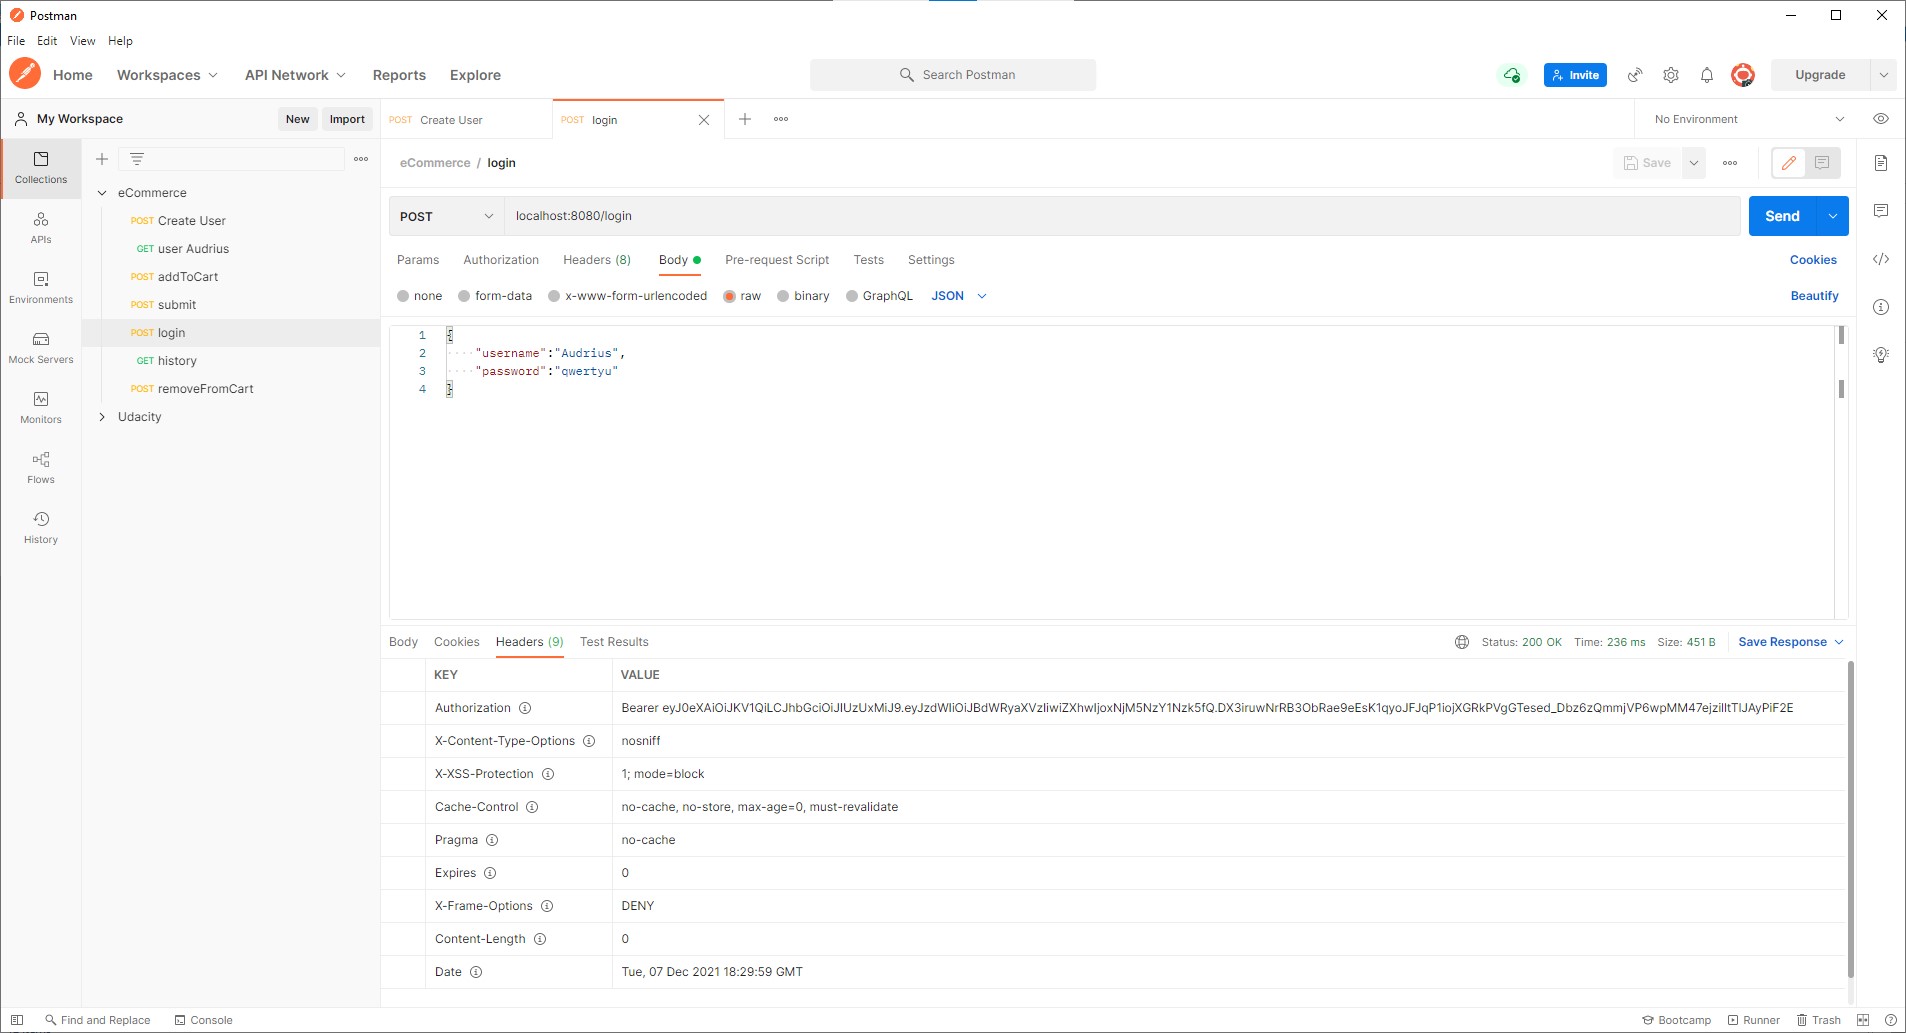 Postman
File Edit View Help
Home Workspaces API Network Reports Explore Search Postman Invite Upgrade
My Workspace New Import POST Create User POST login No Environment
Collections
APIs
Environments
Mock Servers
Monitors
Flows
History
eCommerce
POST Create User
GET user Audrius
POST addToCart
POST submit
POST login
GET history
POST removeFromCart
Udacity
eCommerce / login Save
POST localhost:8080/login Send
Params Authorization Headers (8) Body Pre-request Script Tests Settings Cookies
none form-data x-www-form-urlencoded raw binary GraphQL JSON Beautify
1 {
2 "username":"Audrius",
3 "password":"qwertyu"
4 }
Body Cookies Headers (9) Test Results Status: 200 OK Time: 236 ms Size: 451 B Save Response
KEY VALUE
Authorization Bearer
X-Content-Type-Options nosniff
X-XSS-Protection 1; mode=block
Cache-Control no-cache, no-store, max-age=0, must-revalidate
Pragma no-cache
Expires 0
X-Frame-Options DENY
Content-Length 0
Date Tue, 07 Dec 2021 18:29:59 GMT
Find and Replace Console Bootcamp Runner Trash